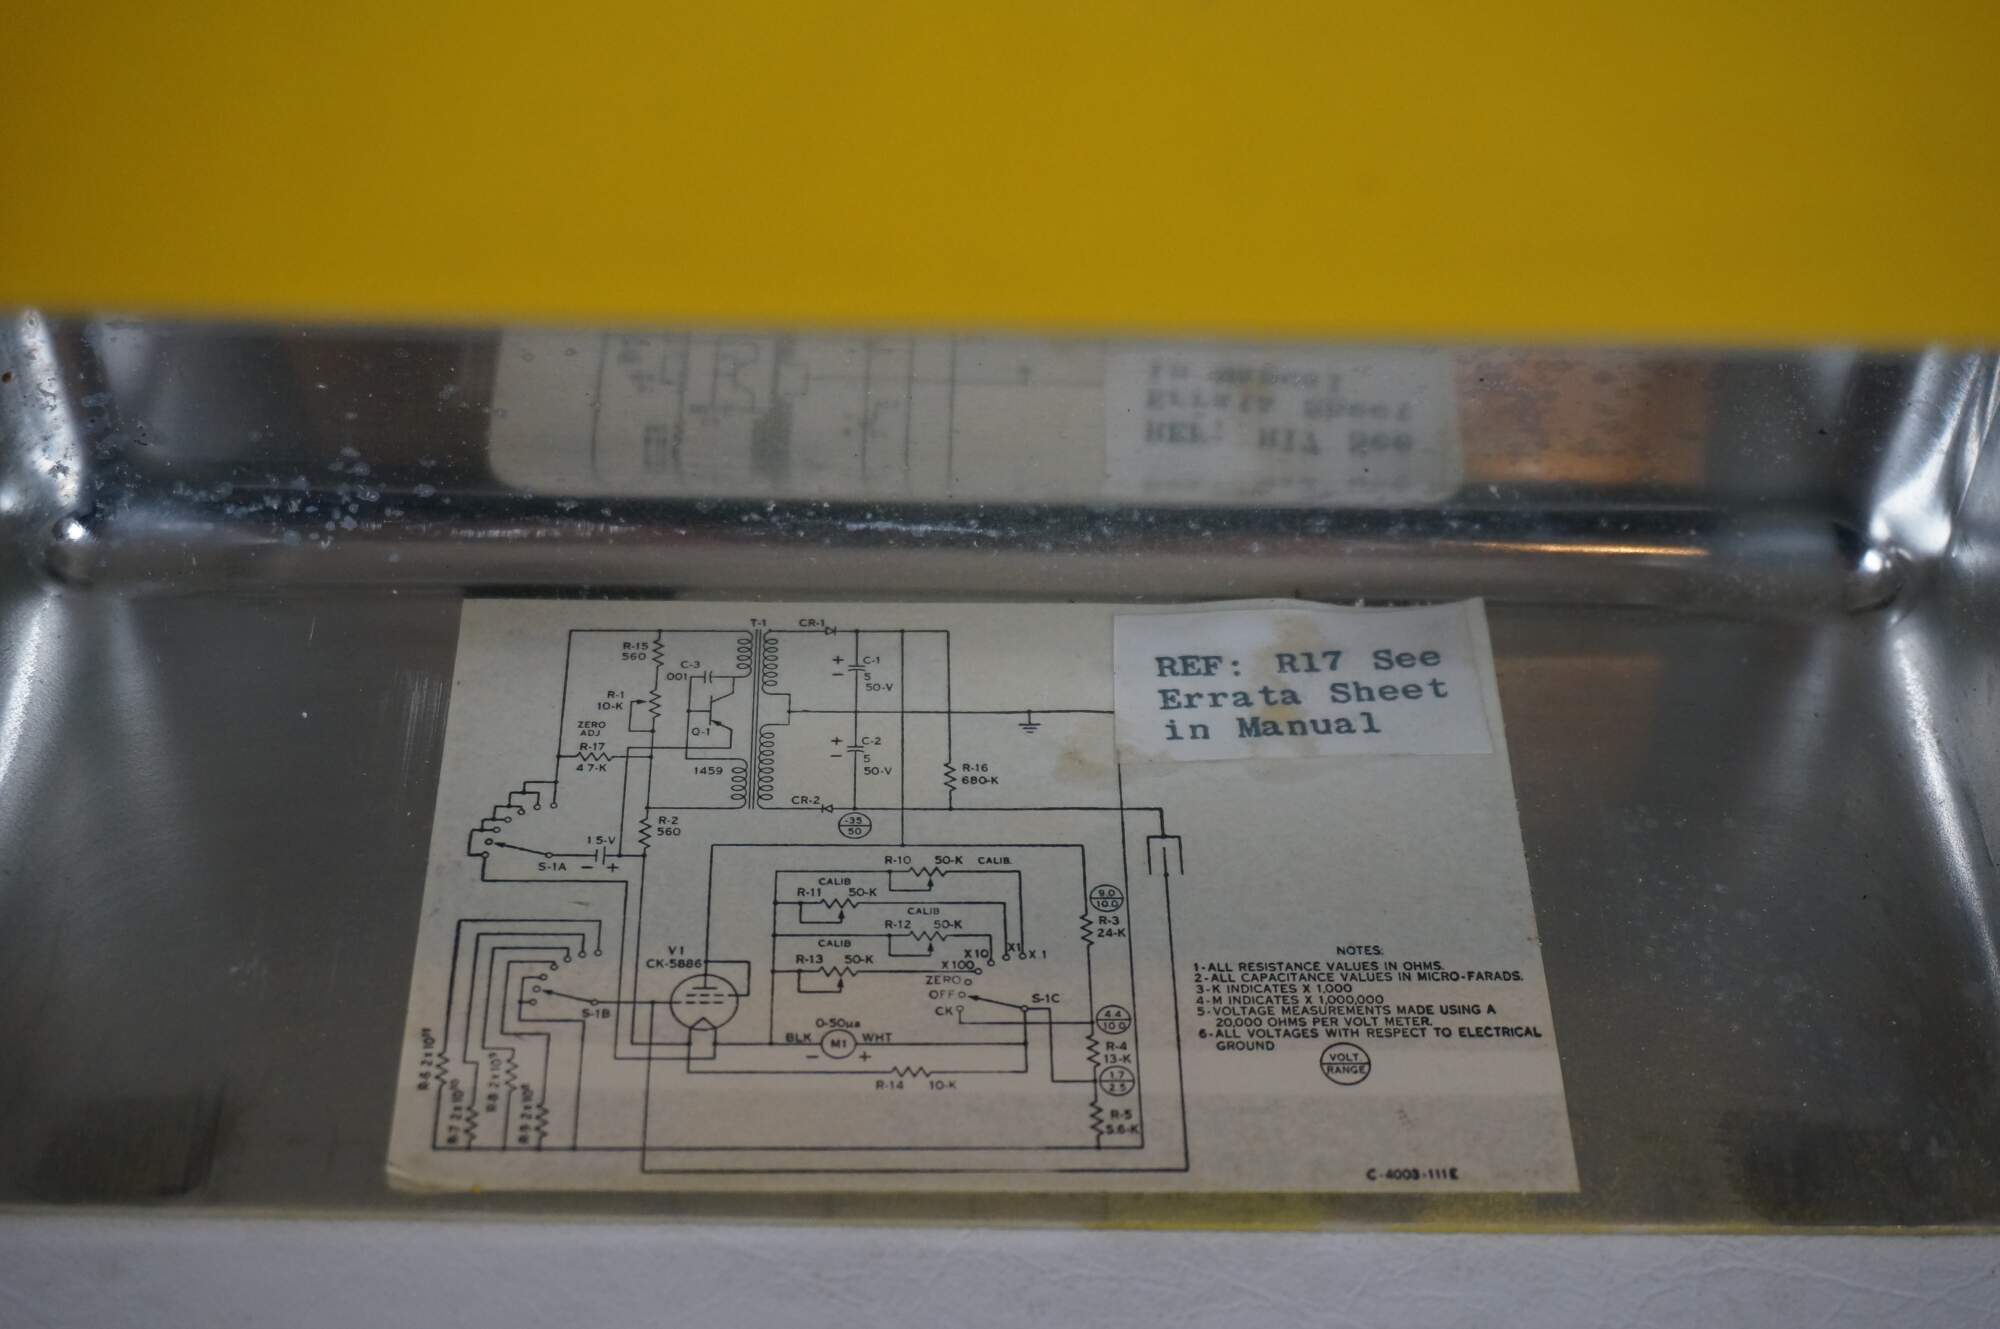 T-1
CR-1
R-15
560
C-3
.001
C-1
5
50-V
R-1
10-K
ZERO
ADJ
R-17
47-K
Q-1
1459
C-2
5
50-V
R-16
680-K
CR-2
-35
50
R-2
560
S-1A
1.5-V
REF: R17 See
Errata Sheet
in Manual
R-10 50-K CALIB.
CALIB
R-11 50-K
CALIB
R-12 50-K
CALIB
R-13 50-K
X100
X10
X1
X.1
ZERO
OFF
CK
S-1C
9.0
10.0
R-3
24-K
V1
CK-5886
S-1B
0-50ua
BLK M1 WHT
4.4
10.0
R-4
13-K
1.7
2.5
R-14 10-K
R-5
5.6-K
R-7 2x10¹⁰
R-8 2x10⁹
NOTES:
1-ALL RESISTANCE VALUES IN OHMS.
2-ALL CAPACITANCE VALUES IN MICRO-FARADS.
3-K INDICATES X 1,000
4-M INDICATES X 1,000,000
5-VOLTAGE MEASUREMENTS MADE USING A
20,000 OHMS PER VOLT METER.
6-ALL VOLTAGES WITH RESPECT TO ELECTRICAL
GROUND
VOLT
RANGE
C-4003-111E